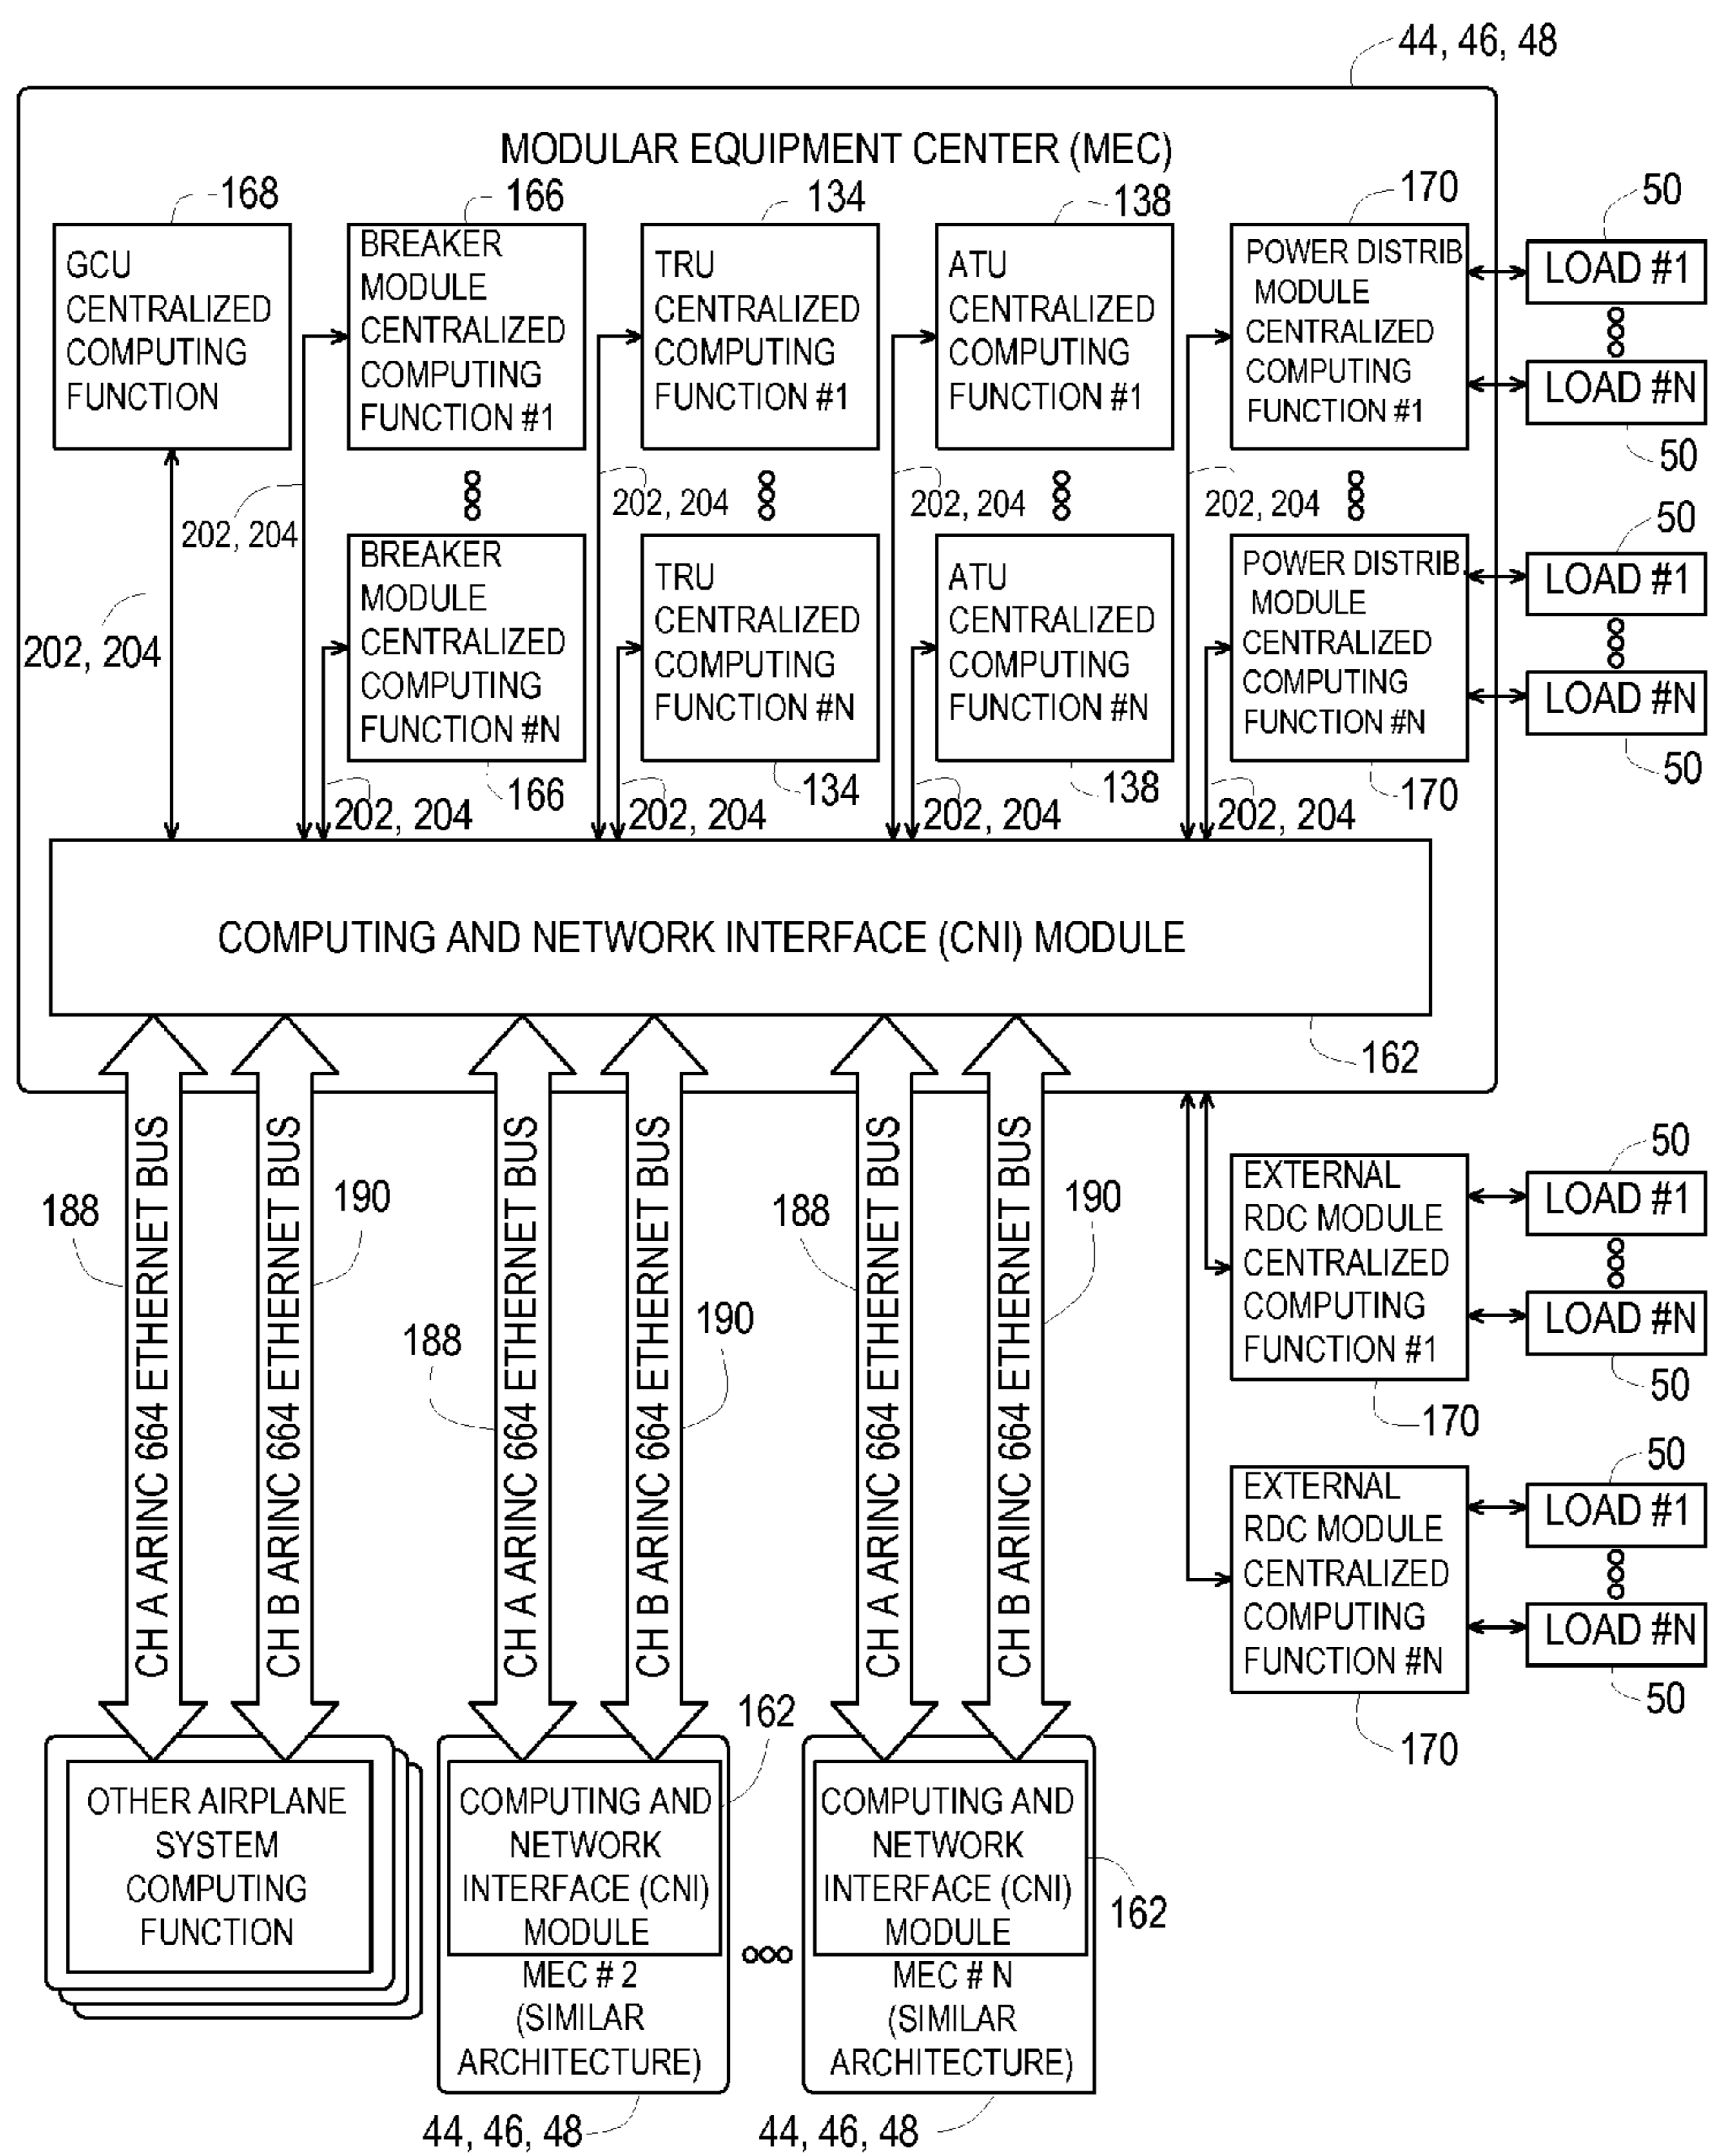 44, 46, 48
MODULAR EQUIPMENT CENTER (MEC)
168
166
134
138
170
50
GCU
CENTRALIZED
COMPUTING
FUNCTION
BREAKER
MODULE
CENTRALIZED
COMPUTING
FUNCTION #1
TRU
CENTRALIZED
COMPUTING
FUNCTION #1
ATU
CENTRALIZED
COMPUTING
FUNCTION #1
POWER DISTRIB
MODULE
CENTRALIZED
COMPUTING
FUNCTION #1
LOAD #1
LOAD #N
50
202, 204
202, 204
202, 204
202, 204
202, 204
50
BREAKER
MODULE
CENTRALIZED
COMPUTING
FUNCTION #N
TRU
CENTRALIZED
COMPUTING
FUNCTION #N
ATU
CENTRALIZED
COMPUTING
FUNCTION #N
POWER DISTRIB.
MODULE
CENTRALIZED
COMPUTING
FUNCTION #N
LOAD #1
LOAD #N
50
166
134
138
170
202, 204
202, 204
202, 204
202, 204
COMPUTING AND NETWORK INTERFACE (CNI) MODULE
162
188
CH A ARINC 664 ETHERNET BUS
CH B ARINC 664 ETHERNET BUS
190
188
CH A ARINC 664 ETHERNET BUS
CH B ARINC 664 ETHERNET BUS
190
188
CH A ARINC 664 ETHERNET BUS
CH B ARINC 664 ETHERNET BUS
190
EXTERNAL
RDC MODULE
CENTRALIZED
COMPUTING
FUNCTION #1
50
LOAD #1
LOAD #N
50
170
EXTERNAL
RDC MODULE
CENTRALIZED
COMPUTING
FUNCTION #N
50
LOAD #1
LOAD #N
50
170
OTHER AIRPLANE
SYSTEM
COMPUTING
FUNCTION
162
COMPUTING AND
NETWORK
INTERFACE (CNI)
MODULE
MEC # 2
(SIMILAR
ARCHITECTURE)
COMPUTING AND
NETWORK
INTERFACE (CNI)
MODULE
162
MEC # N
(SIMILAR
ARCHITECTURE)
44, 46, 48
44, 46, 48